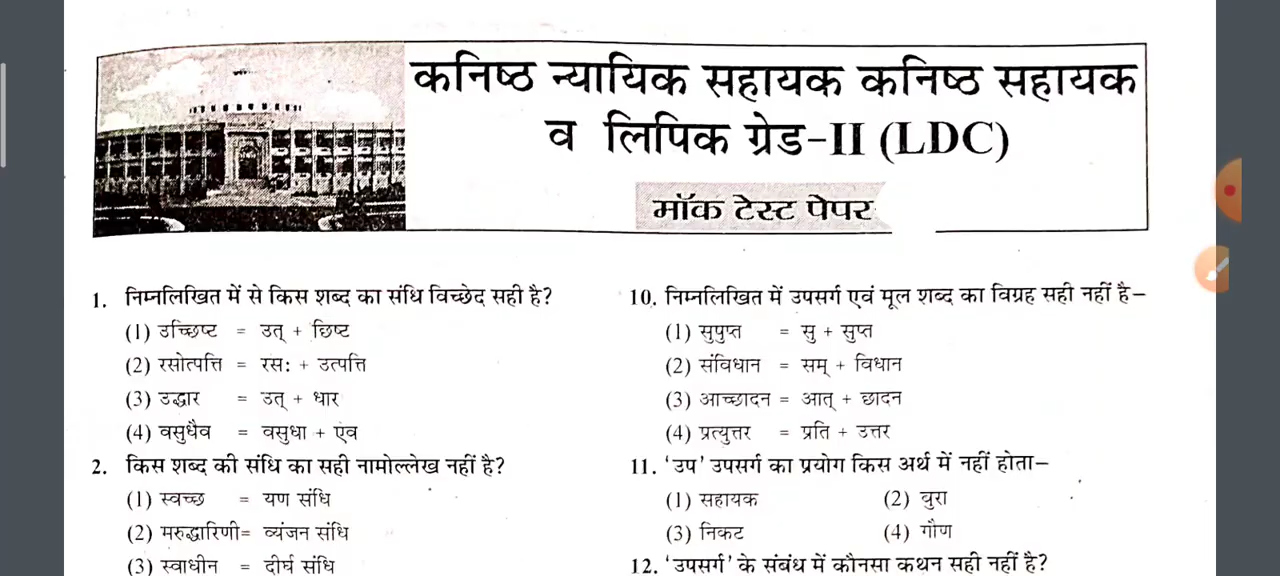 कनिष्ठ न्यायिक सहायक कनिष्ठ सहायक
व लिपिक ग्रेड-II (LDC)
मॉक टेस्ट पेपर
1. निम्नलिखित में से किस शब्द का संधि विच्छेद सही है?
(1) उच्छिष्ट = उत् + छिष्ट
(2) रसोत्पत्ति = रसः + उत्पत्ति
(3) उद्धार = उत् + धार
(4) वसुधैव = वसुधा + एव
2. किस शब्द की संधि का सही नामोल्लेख नहीं है?
(1) स्वच्छ = यण संधि
(2) मरुद्धारिणी= व्यंजन संधि
(3) स्वाधीन = दीर्घ संधि
10. निम्नलिखित में उपसर्ग एवं मूल शब्द का विग्रह सही नहीं है–
(1) सुषुप्त = सु + सुप्त
(2) संविधान = सम् + विधान
(3) आच्छादन = आत् + छादन
(4) प्रत्युत्तर = प्रति + उत्तर
11. ‘उप’ उपसर्ग का प्रयोग किस अर्थ में नहीं होता–
(1) सहायक (2) बुरा
(3) निकट (4) गौण
12. ‘उपसर्ग’ के संबंध में कौनसा कथन सही नहीं है?